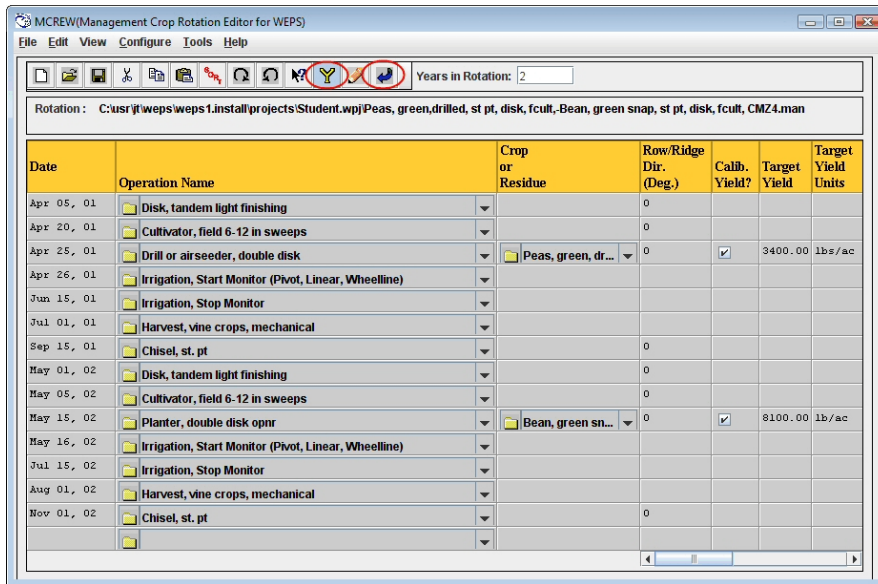 MCREW(Management Crop Rotation Editor for WEPS)
File Edit View Configure Tools Help
Years in Rotation: 2
Rotation : C:\usr\jt\weps\weps1.install\projects\Student.wpj\Peas, green,drilled, st pt, disk, fcult,-Bean, green snap, st pt, disk, fcult, CMZ4.man
Date Operation Name Crop or Residue Row/Ridge Dir. (Deg.) Calib. Yield? Target Yield Target Yield Units
Apr 05, 01 Disk, tandem light finishing 0
Apr 20, 01 Cultivator, field 6-12 in sweeps 0
Apr 25, 01 Drill or airseeder, double disk Peas, green, dr... 0 3400.00 lbs/ac
Apr 26, 01 Irrigation, Start Monitor (Pivot, Linear, Wheelline)
Jun 15, 01 Irrigation, Stop Monitor
Jul 01, 01 Harvest, vine crops, mechanical
Sep 15, 01 Chisel, st. pt 0
May 01, 02 Disk, tandem light finishing 0
May 05, 02 Cultivator, field 6-12 in sweeps 0
May 15, 02 Planter, double disk opnr Bean, green sn... 0 8100.00 lb/ac
May 16, 02 Irrigation, Start Monitor (Pivot, Linear, Wheelline)
Jul 15, 02 Irrigation, Stop Monitor
Aug 01, 02 Harvest, vine crops, mechanical
Nov 01, 02 Chisel, st. pt 0